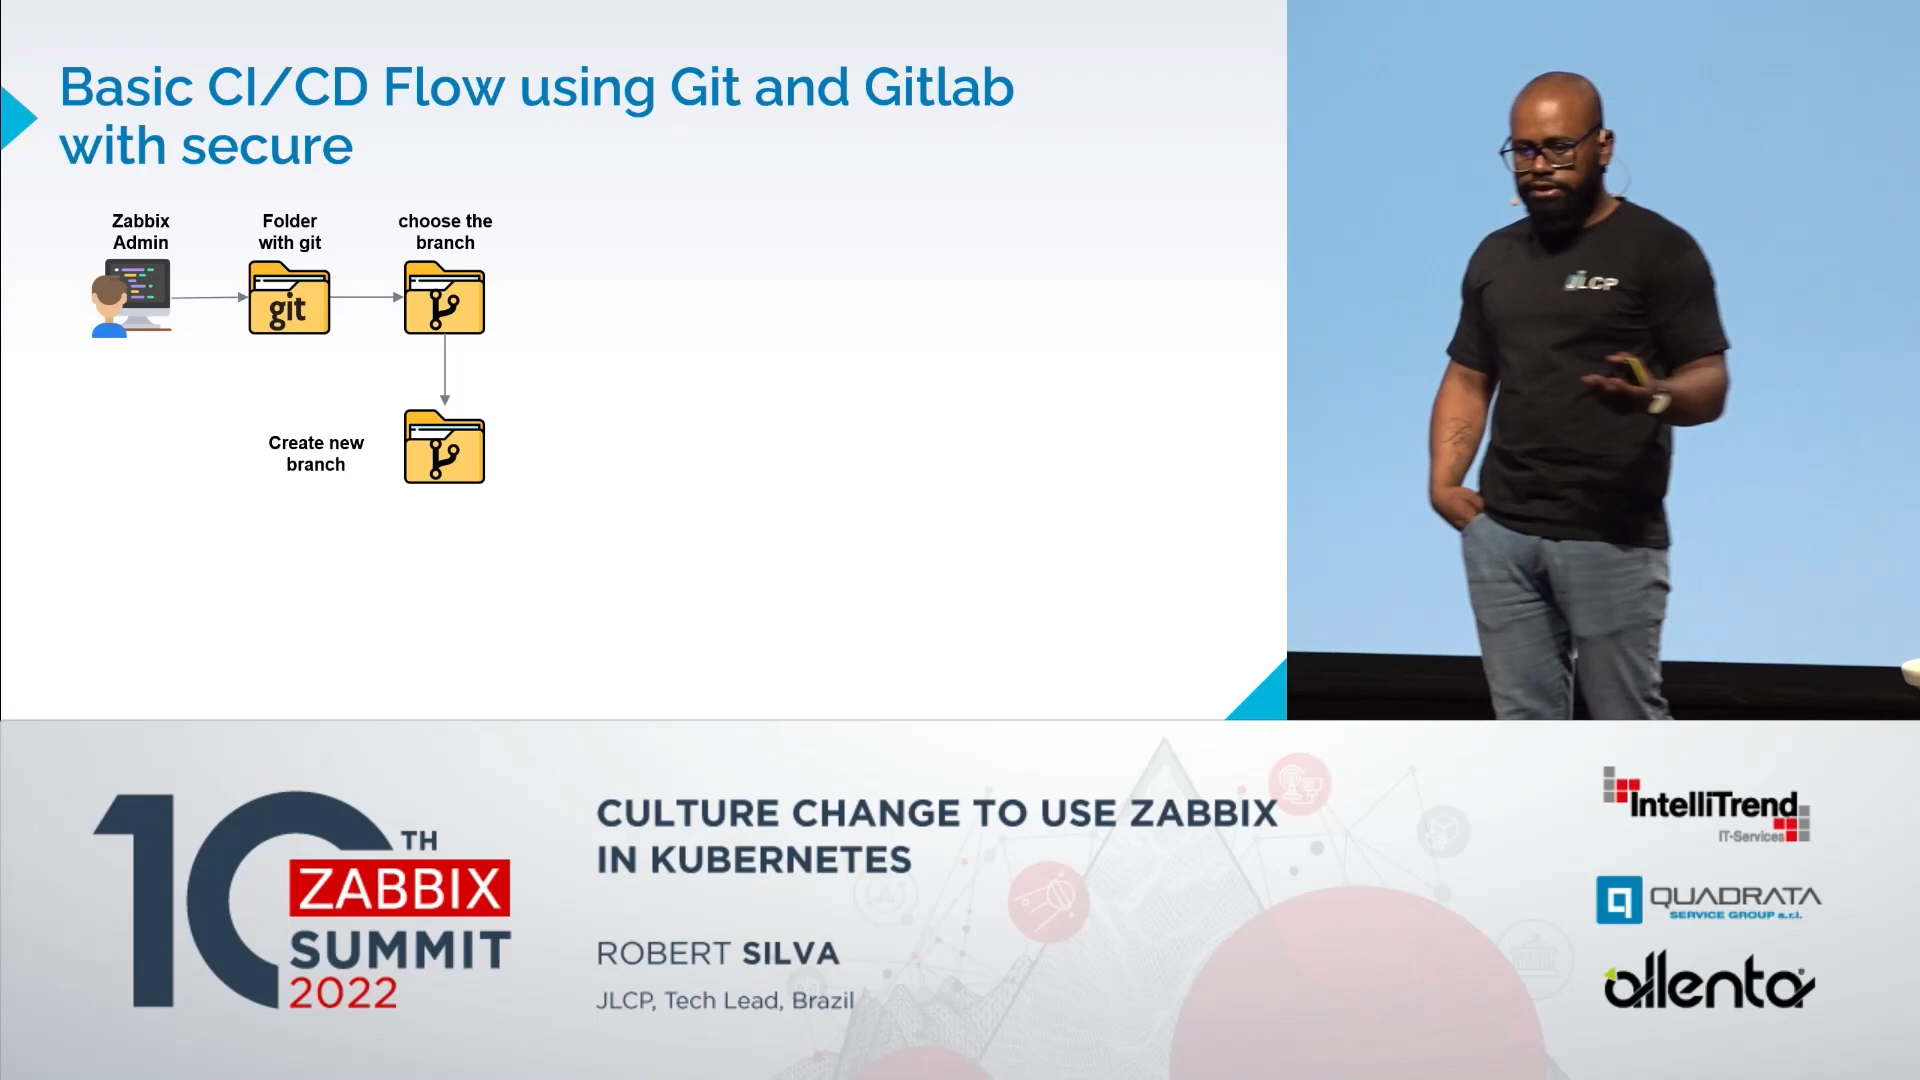 Basic CI/CD Flow using Git and Gitlab
with secure
Zabbix
Admin
Folder
with git
choose the
branch
git
Create new
branch
JLCP
10TH
ZABBIX
SUMMIT
2022
CULTURE CHANGE TO USE ZABBIX
IN KUBERNETES
ROBERT SILVA
JLCP, Tech Lead, Brazil
IntelliTrend
IT-Services
QUADRATA
SERVICE GROUP s.r.l.
allenta